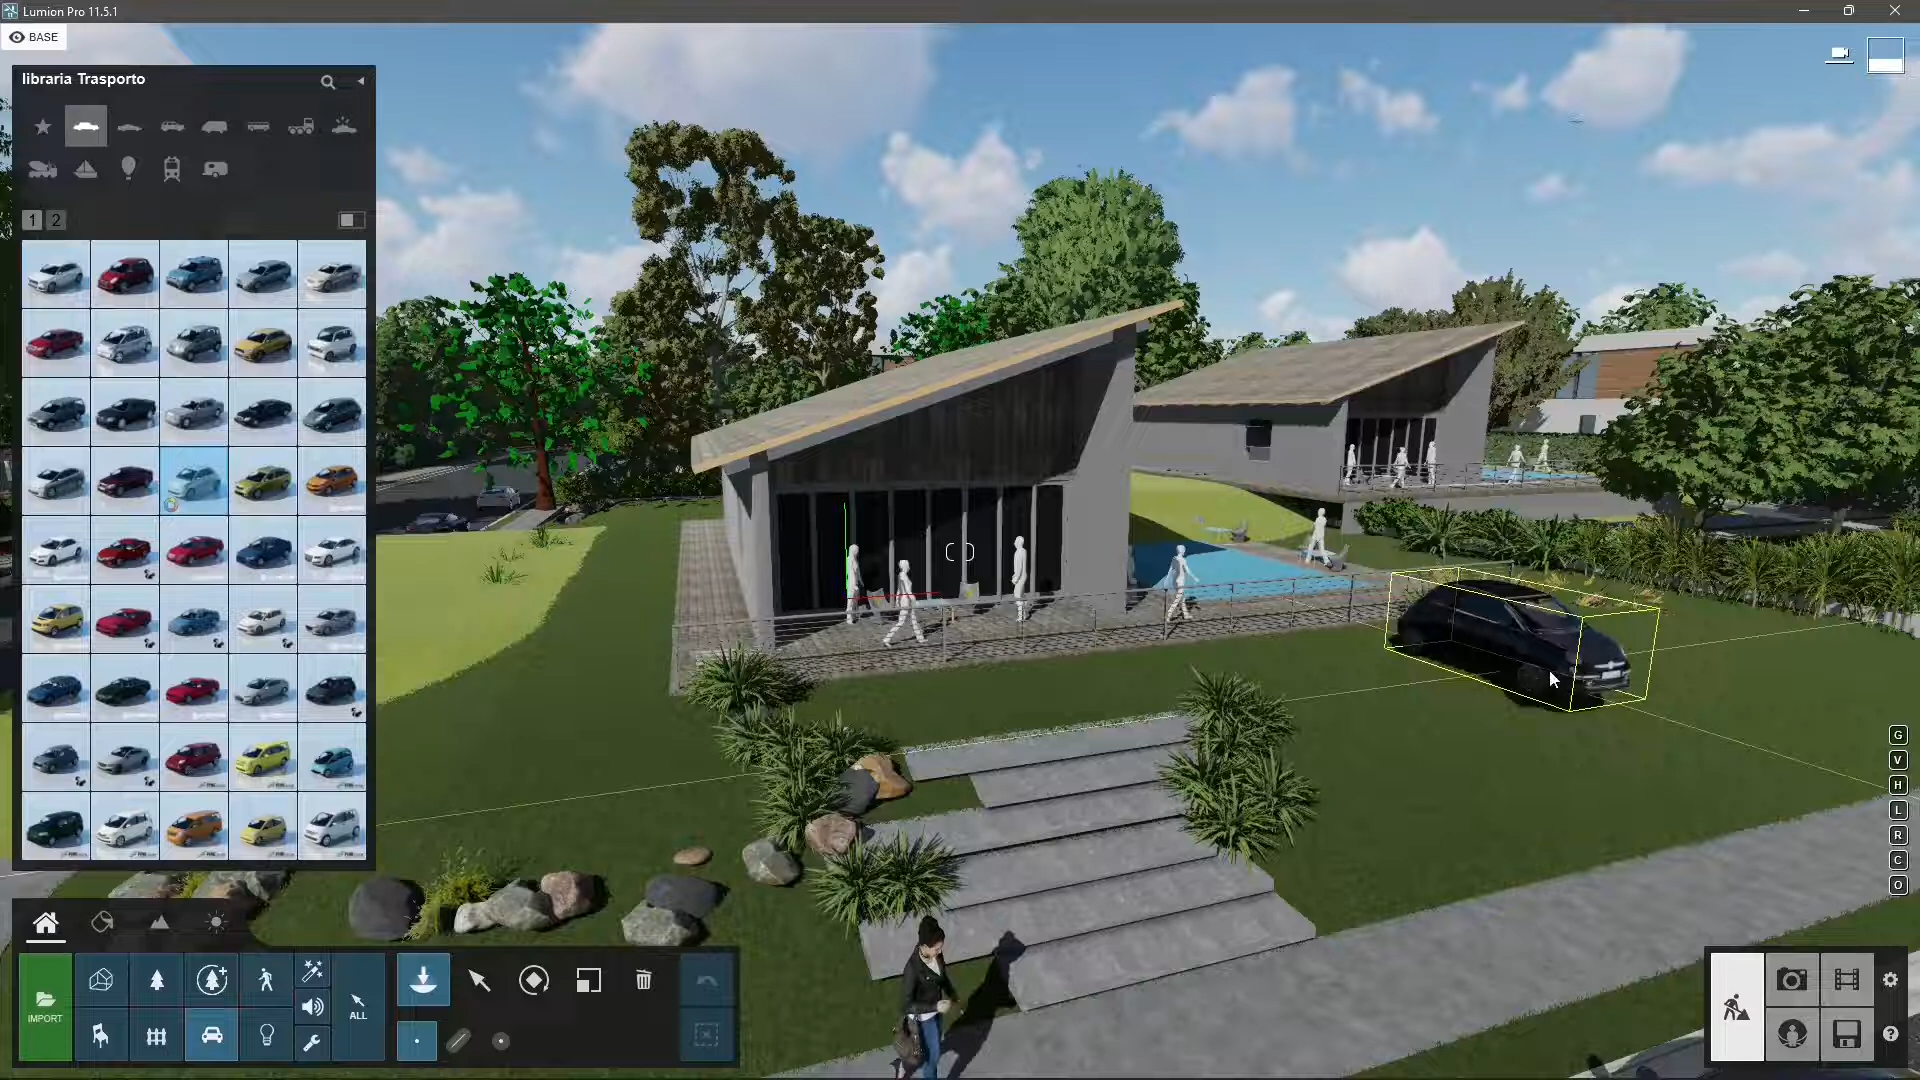 Lumion Pro 11.5.1
BASE
libraria Trasporto
1 2
G
V
H
L
R
C
O
IMPORT
ALL
?